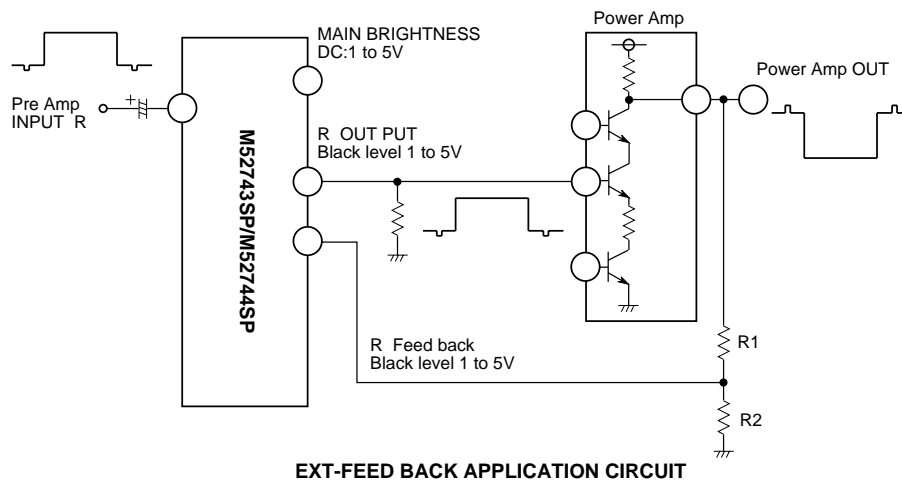 Power Amp
MAIN BRIGHTNESS
DC:1 to 5V
Power Amp OUT
+
Pre Amp
INPUT R
R OUT PUT
Black level 1 to 5V
M52743SP/M52744SP
R Feed back
Black level 1 to 5V
R1
R2
EXT-FEED BACK APPLICATION CIRCUIT